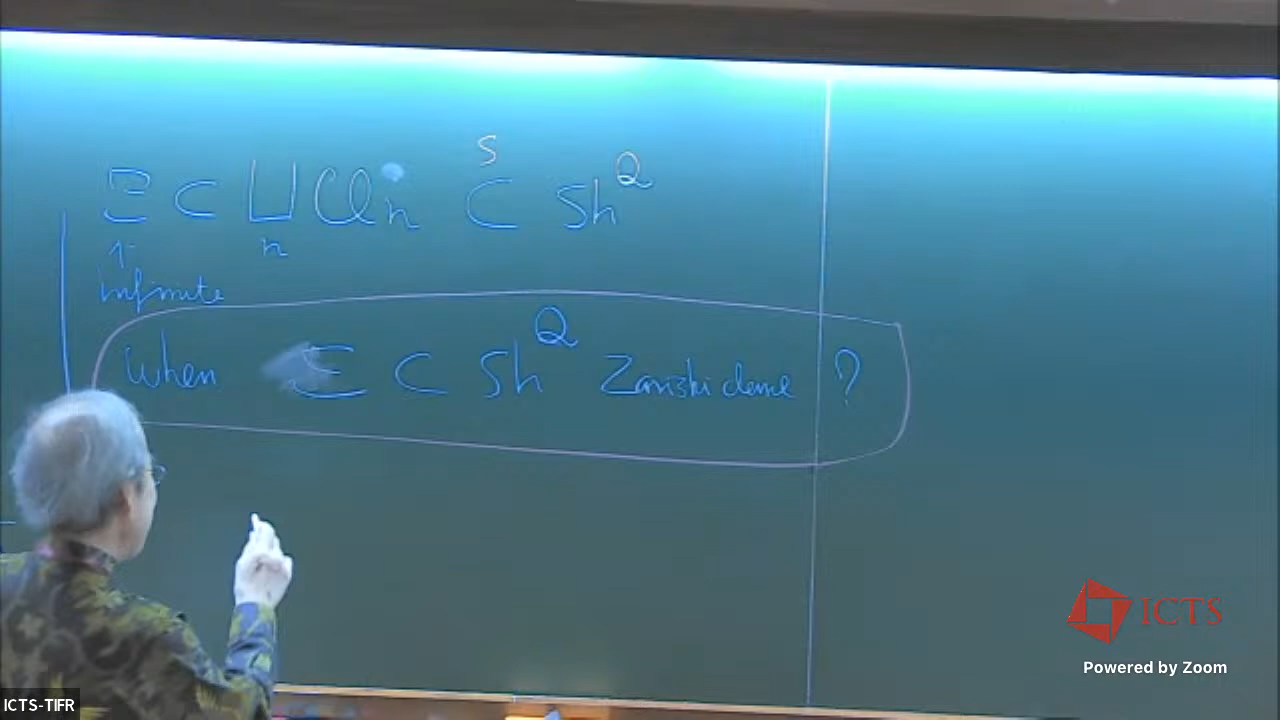 Ξ ⊂ ⊔ Cl_n ⊂ Sh^Q
S
n
↑
infinite
When Ξ ⊂ Sh^Q Zariski dense ?
ICTS
Powered by Zoom
ICTS-TIFR